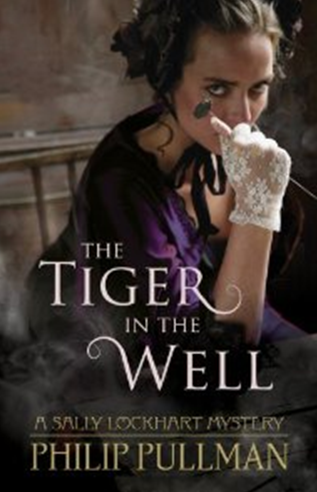 THE
TIGER
IN THE
WELL
A SALLY LOCKHART MYSTERY
PHILIP PULLMAN